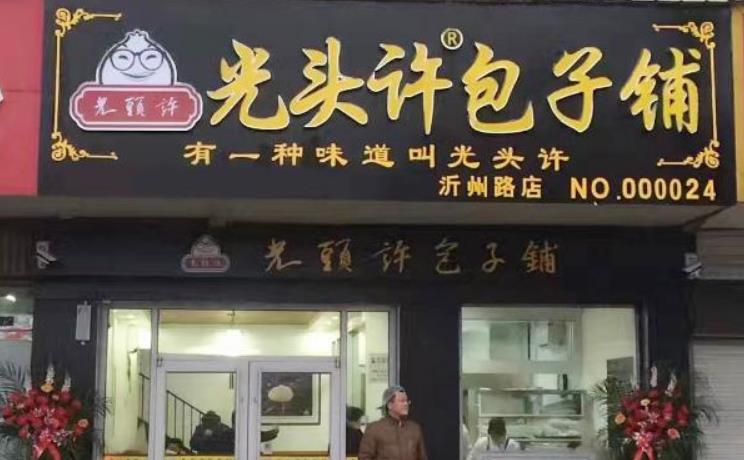 光头许®包子铺
光頭許
有一种味道叫光头许
沂州路店 NO.000024
光頭許包子鋪